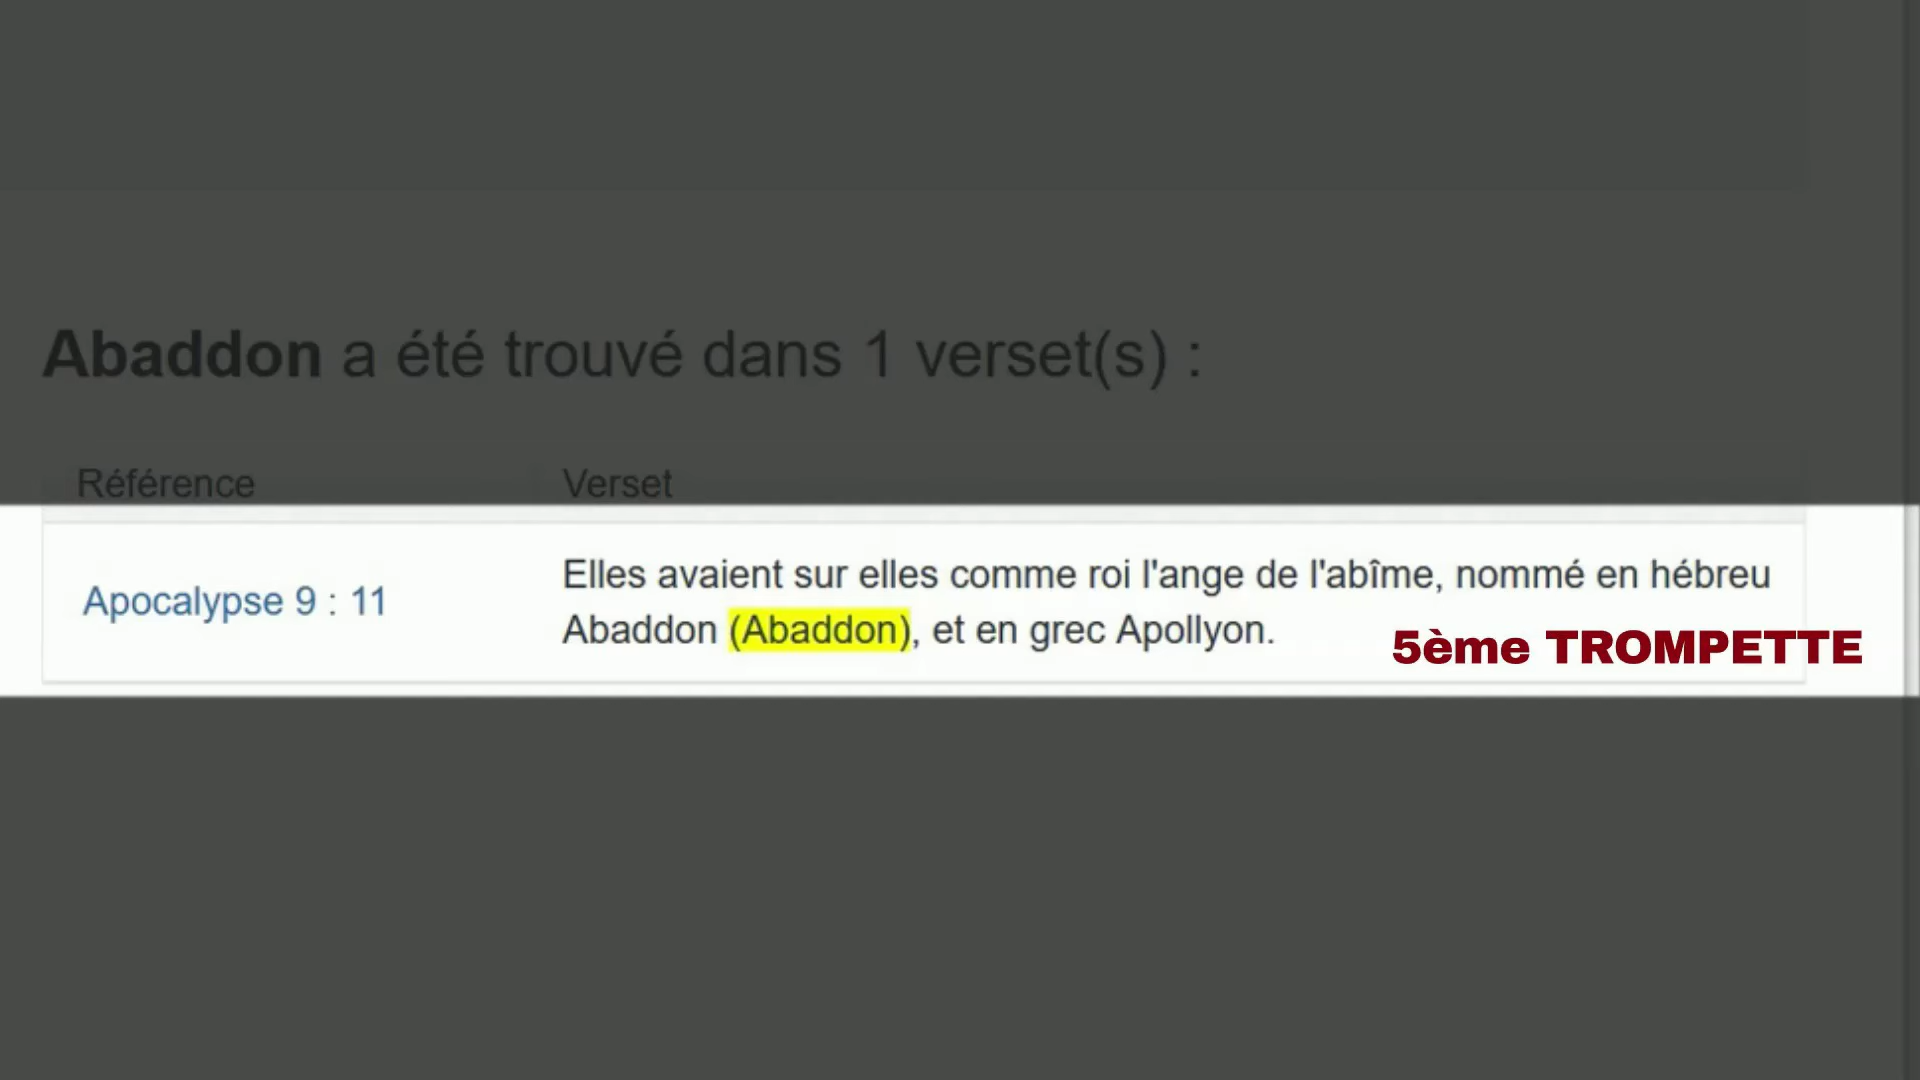 Abaddon a été trouvé dans 1 verset(s) :
Référence Verset
Apocalypse 9 : 11
Elles avaient sur elles comme roi l'ange de l'abîme, nommé en hébreu
Abaddon (Abaddon), et en grec Apollyon.
5ème TROMPETTE